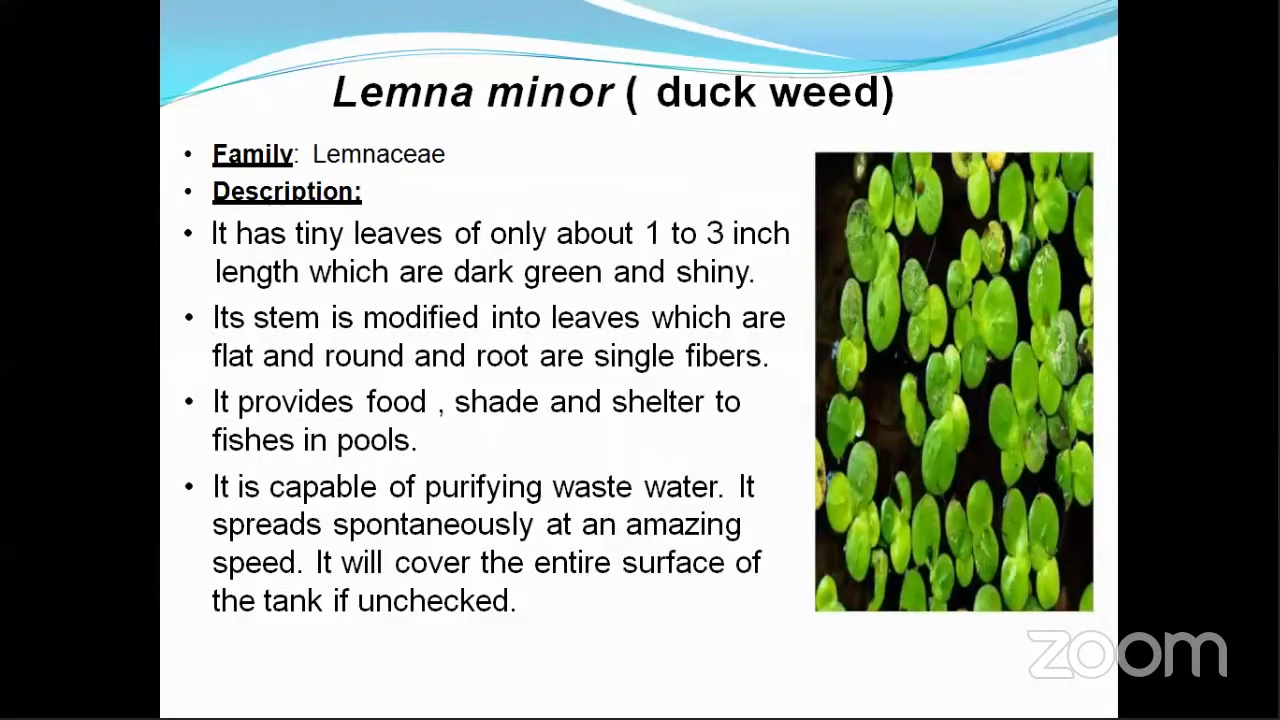 Lemna minor ( duck weed)
• Family: Lemnaceae
• Description:
• It has tiny leaves of only about 1 to 3 inch
length which are dark green and shiny.
• Its stem is modified into leaves which are
flat and round and root are single fibers.
• It provides food , shade and shelter to
fishes in pools.
• It is capable of purifying waste water. It
spreads spontaneously at an amazing
speed. It will cover the entire surface of
the tank if unchecked.
zoom